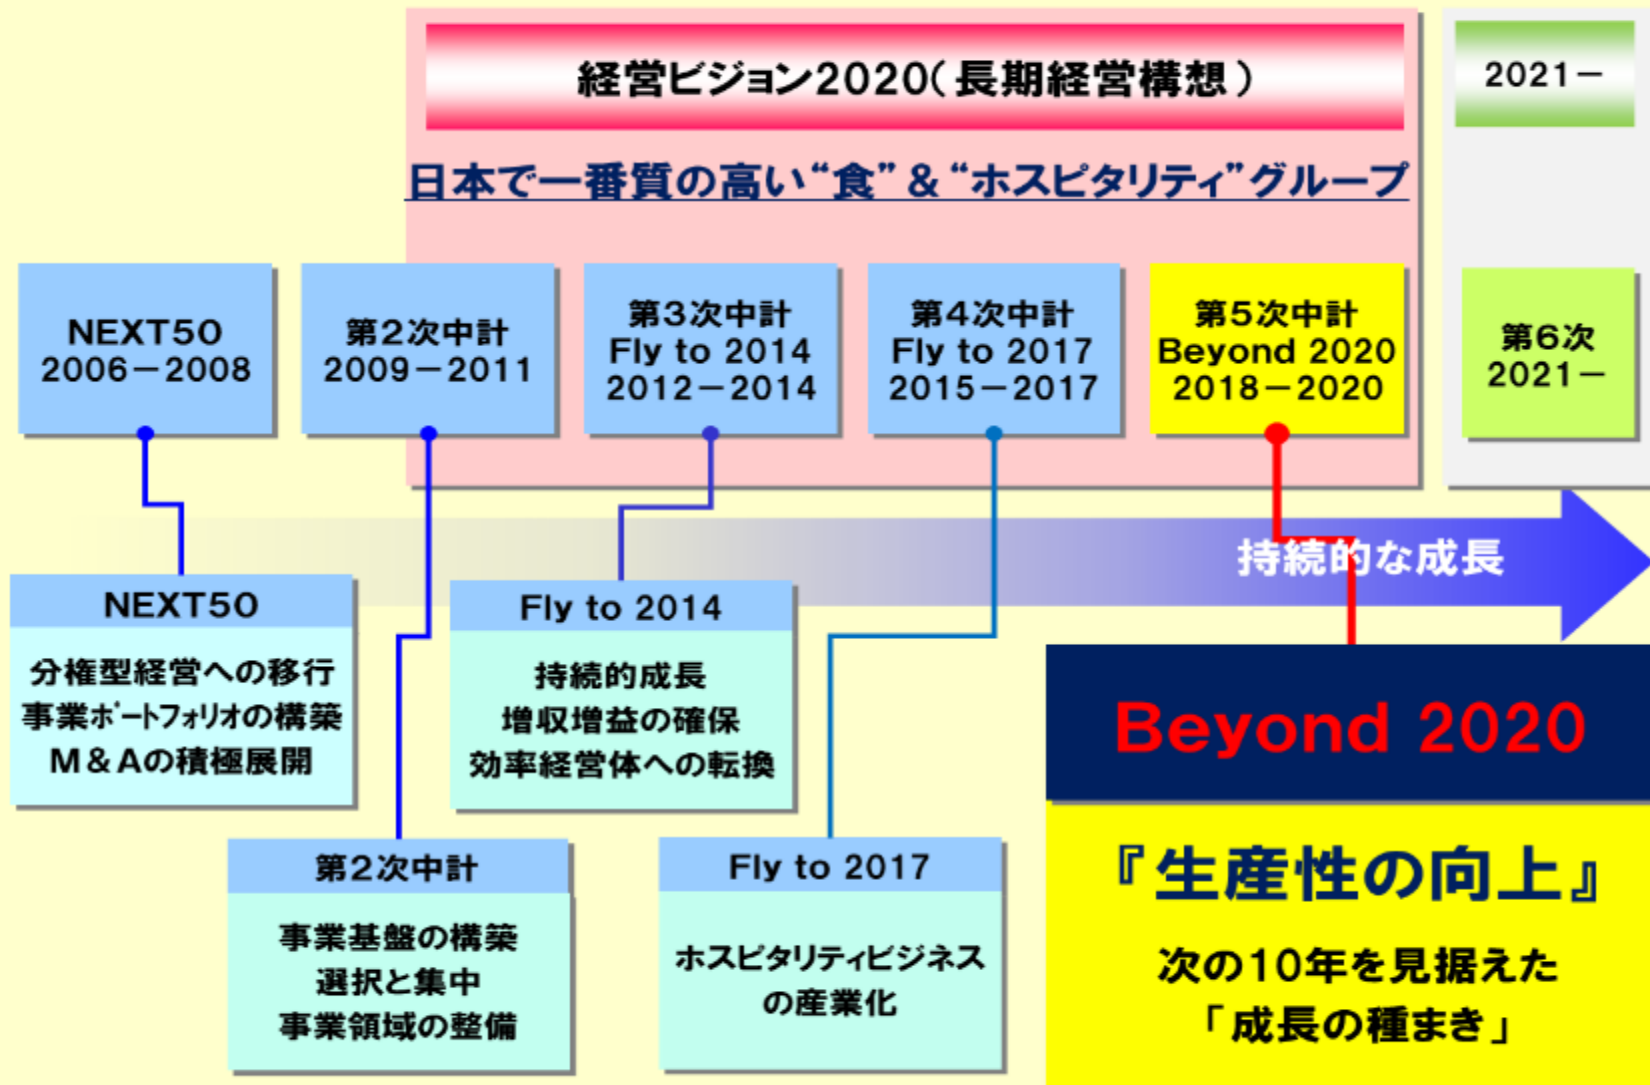 経営ビジョン2020(長期経営構想)
2021－
日本で一番質の高い“食”＆“ホスピタリティ”グループ
NEXT50
2006－2008
第2次中計
2009－2011
第3次中計
Fly to 2014
2012－2014
第4次中計
Fly to 2017
2015－2017
第5次中計
Beyond 2020
2018－2020
第6次
2021－
持続的な成長
NEXT50
分権型経営への移行
事業ﾎﾟｰトフォリオの構築
M＆Aの積極展開
第2次中計
事業基盤の構築
選択と集中
事業領域の整備
Fly to 2014
持続的成長
増収増益の確保
効率経営体への転換
Fly to 2017
ホスピタリティビジネス
の産業化
Beyond 2020
『生産性の向上』
次の10年を見据えた
「成長の種まき」